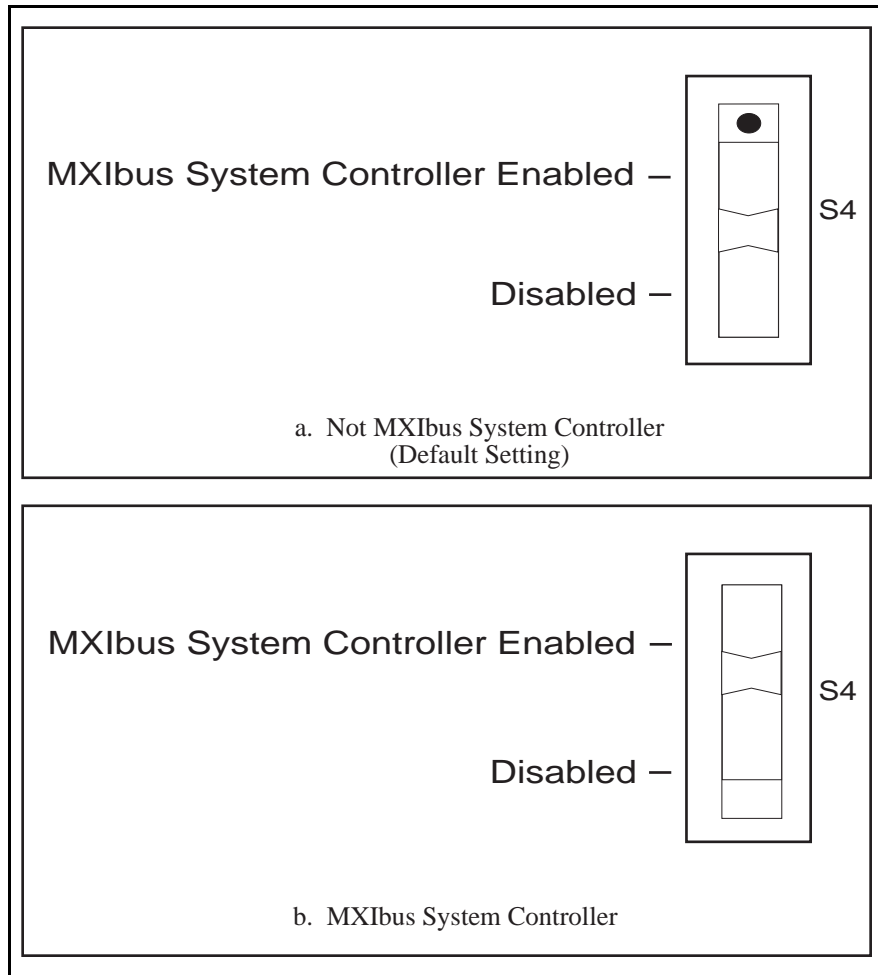 MXIbus System Controller Enabled –
S4
Disabled –
a. Not MXIbus System Controller
(Default Setting)
MXIbus System Controller Enabled –
S4
Disabled –
b. MXIbus System Controller